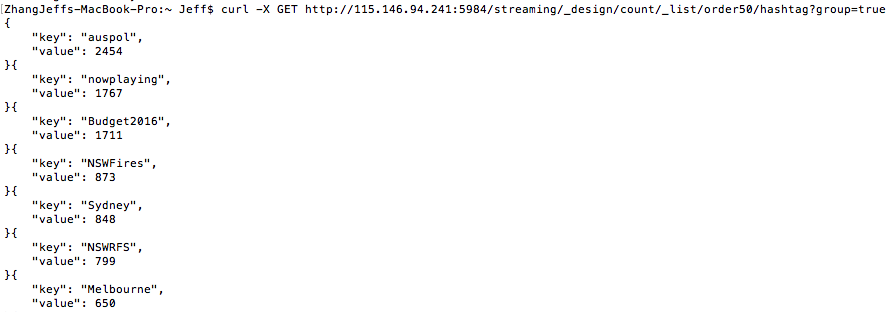 [ZhangJeffs-MacBook-Pro:~ Jeff$ curl -X GET http://115.146.94.241:5984/streaming/_design/count/_list/order50/hashtag?group=true
{
    "key": "auspol",
    "value": 2454
}{
    "key": "nowplaying",
    "value": 1767
}{
    "key": "Budget2016",
    "value": 1711
}{
    "key": "NSWFires",
    "value": 873
}{
    "key": "Sydney",
    "value": 848
}{
    "key": "NSWRFS",
    "value": 799
}{
    "key": "Melbourne",
    "value": 650